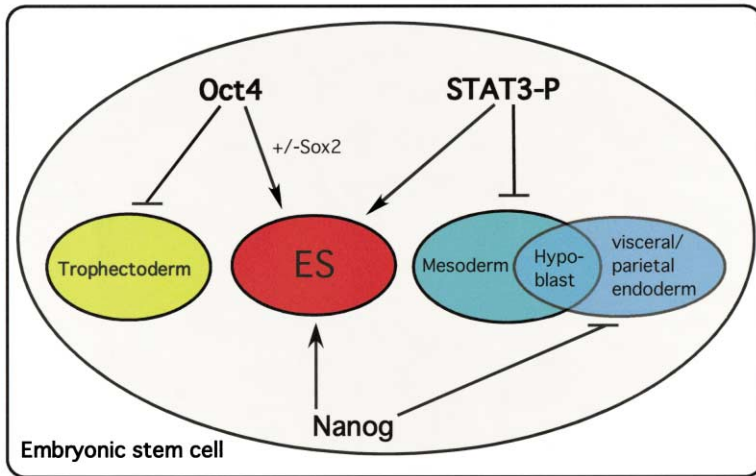 Oct4
STAT3-P
+/-Sox2
Trophectoderm
ES
Mesoderm
Hypo-
blast
visceral/
parietal
endoderm
Nanog
Embryonic stem cell